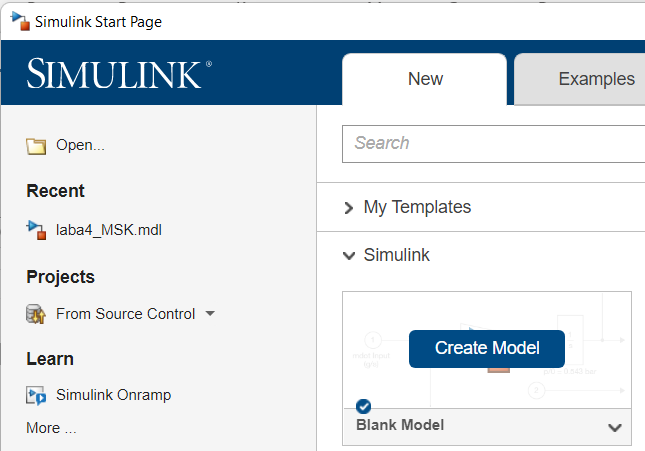 Simulink Start Page
SIMULINK®
New
Examples
Open...
Search
Recent
My Templates
laba4_MSK.mdl
Simulink
Projects
From Source Control
Create Model
Learn
Simulink Onramp
Blank Model
More ...